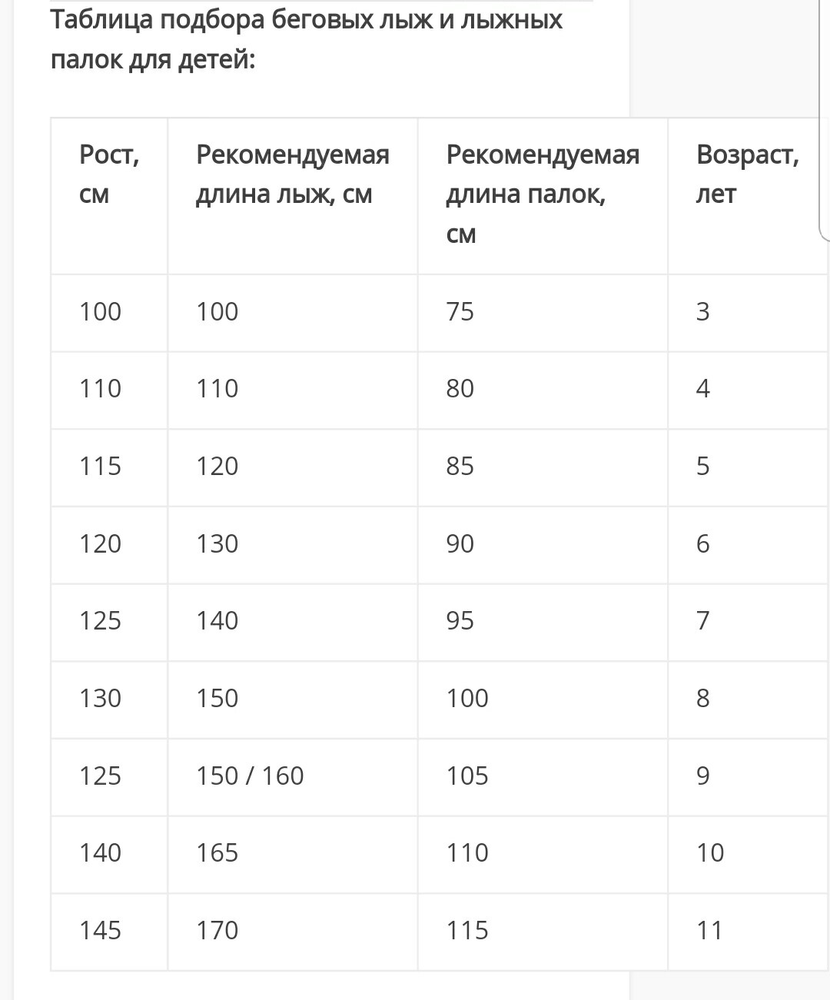 Таблица подбора беговых лыж и лыжных
палок для детей:
Рост, Рекомендуемая Рекомендуемая Возраст,
см длина лыж, см длина палок, лет
см
100 100 75 3
110 110 80 4
115 120 85 5
120 130 90 6
125 140 95 7
130 150 100 8
125 150 / 160 105 9
140 165 110 10
145 170 115 11